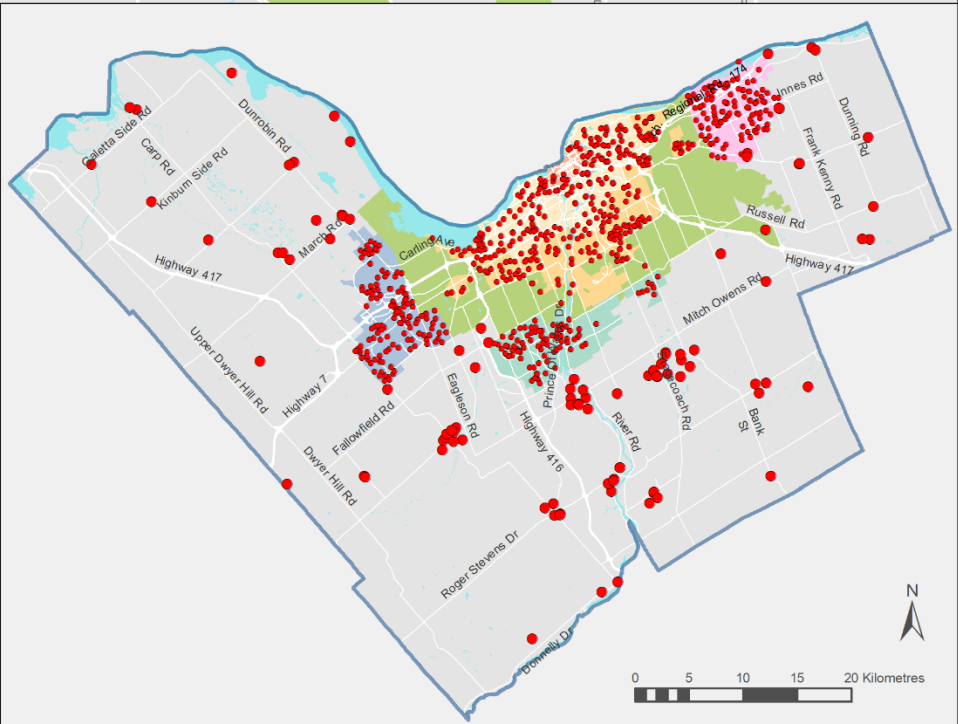 Galetta Side Rd
Carp Rd
Kinburn Side Rd
Dunrobin Rd
March Rd
Carling Ave
Highway 417
Upper Dwyer Hill Rd
Highway 7
Fallowfield Rd
Dwyer Hill Rd
Eagleson Rd
Highway 416
Roger Stevens Dr
Donnelly Dr
River Rd
Bank
St
Mitch Owens Rd
Highway 417
Russell Rd
Frank Kenny Rd
Dunning Rd
Innes Rd
Regional Rd. 174
N
0 5 10 15 20 Kilometres